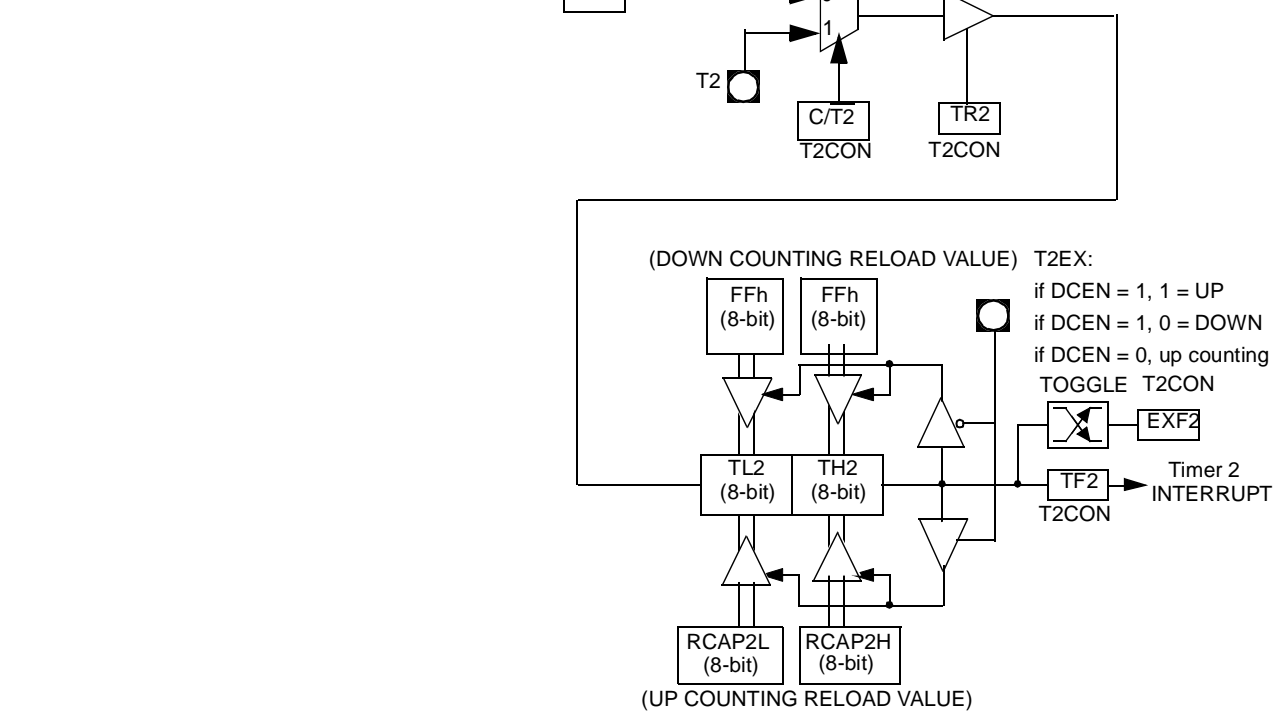 1
T2
C/T2
TR2
T2CON
T2CON
(DOWN COUNTING RELOAD VALUE)
T2EX:
if DCEN = 1, 1 = UP
if DCEN = 1, 0 = DOWN
if DCEN = 0, up counting
FFh
(8-bit)
FFh
(8-bit)
TOGGLE
T2CON
EXF2
TL2
(8-bit)
TH2
(8-bit)
TF2
T2CON
Timer 2
INTERRUPT
RCAP2L
(8-bit)
RCAP2H
(8-bit)
(UP COUNTING RELOAD VALUE)